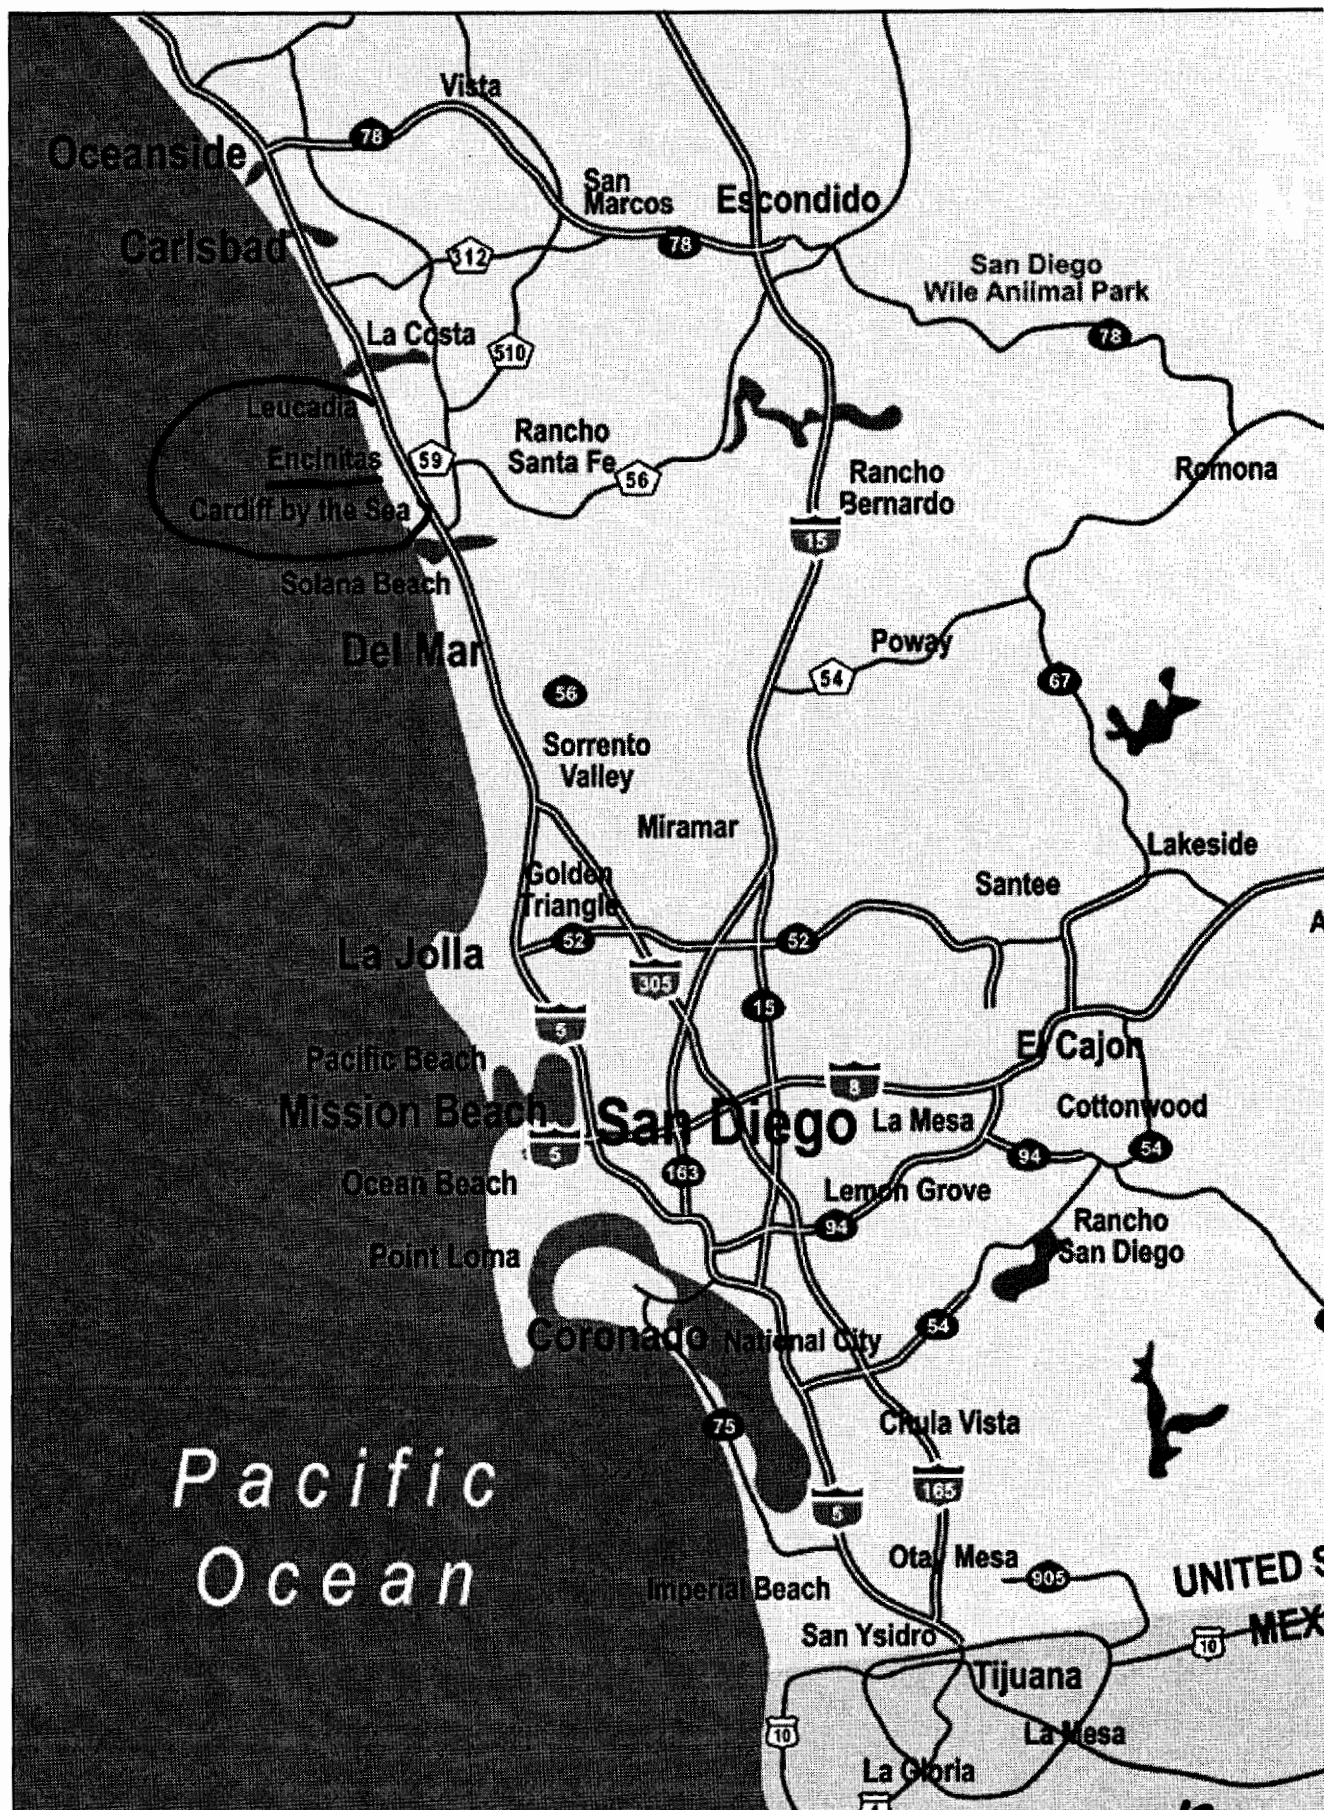 Vista
78
Oceanside
San
Marcos
Escondido
Carlsbad
312
78
San Diego
Wile Aniimal Park
La Costa
510
78
Leucadia
Encinitas
59
Rancho
Santa Fe
56
Rancho
Bernardo
Romona
Cardiff by the Sea
15
Solana Beach
Del Mar
Poway
54
67
56
Sorrento
Valley
Miramar
Lakeside
Golden
Triangle
Santee
A
La Jolla
52
52
305
15
5
El Cajon
Pacific Beach
8
Mission Beach
San Diego
La Mesa
Cottonwood
5
163
94
54
Ocean Beach
Lemon Grove
94
Rancho
San Diego
Point Loma
Coronado
National City
54
75
Chula Vista
Pacific
Ocean
165
5
Otay Mesa
905
UNITED S
Imperial Beach
MEX
San Ysidro
10
Tijuana
10
La Mesa
La Gloria